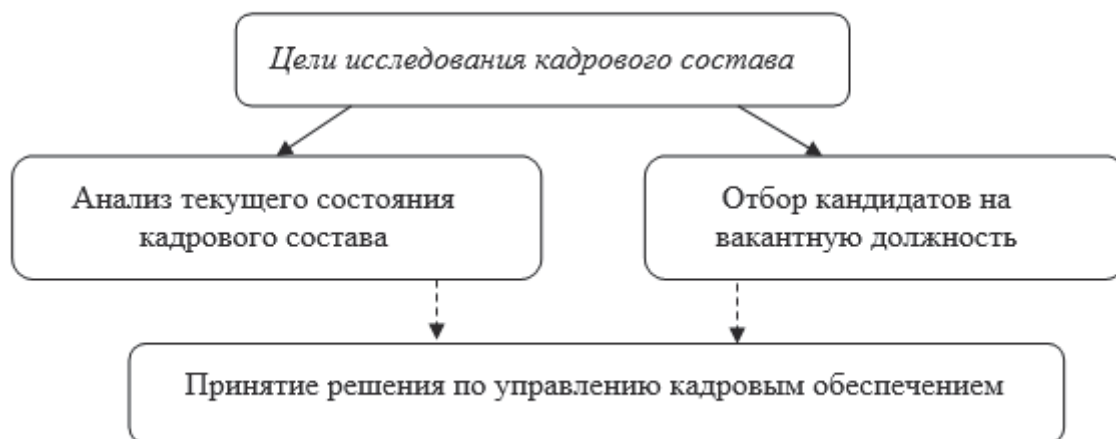 Цели исследования кадрового состава
Анализ текущего состояния
кадрового состава
Отбор кандидатов на
вакантную должность
Принятие решения по управлению кадровым обеспечением